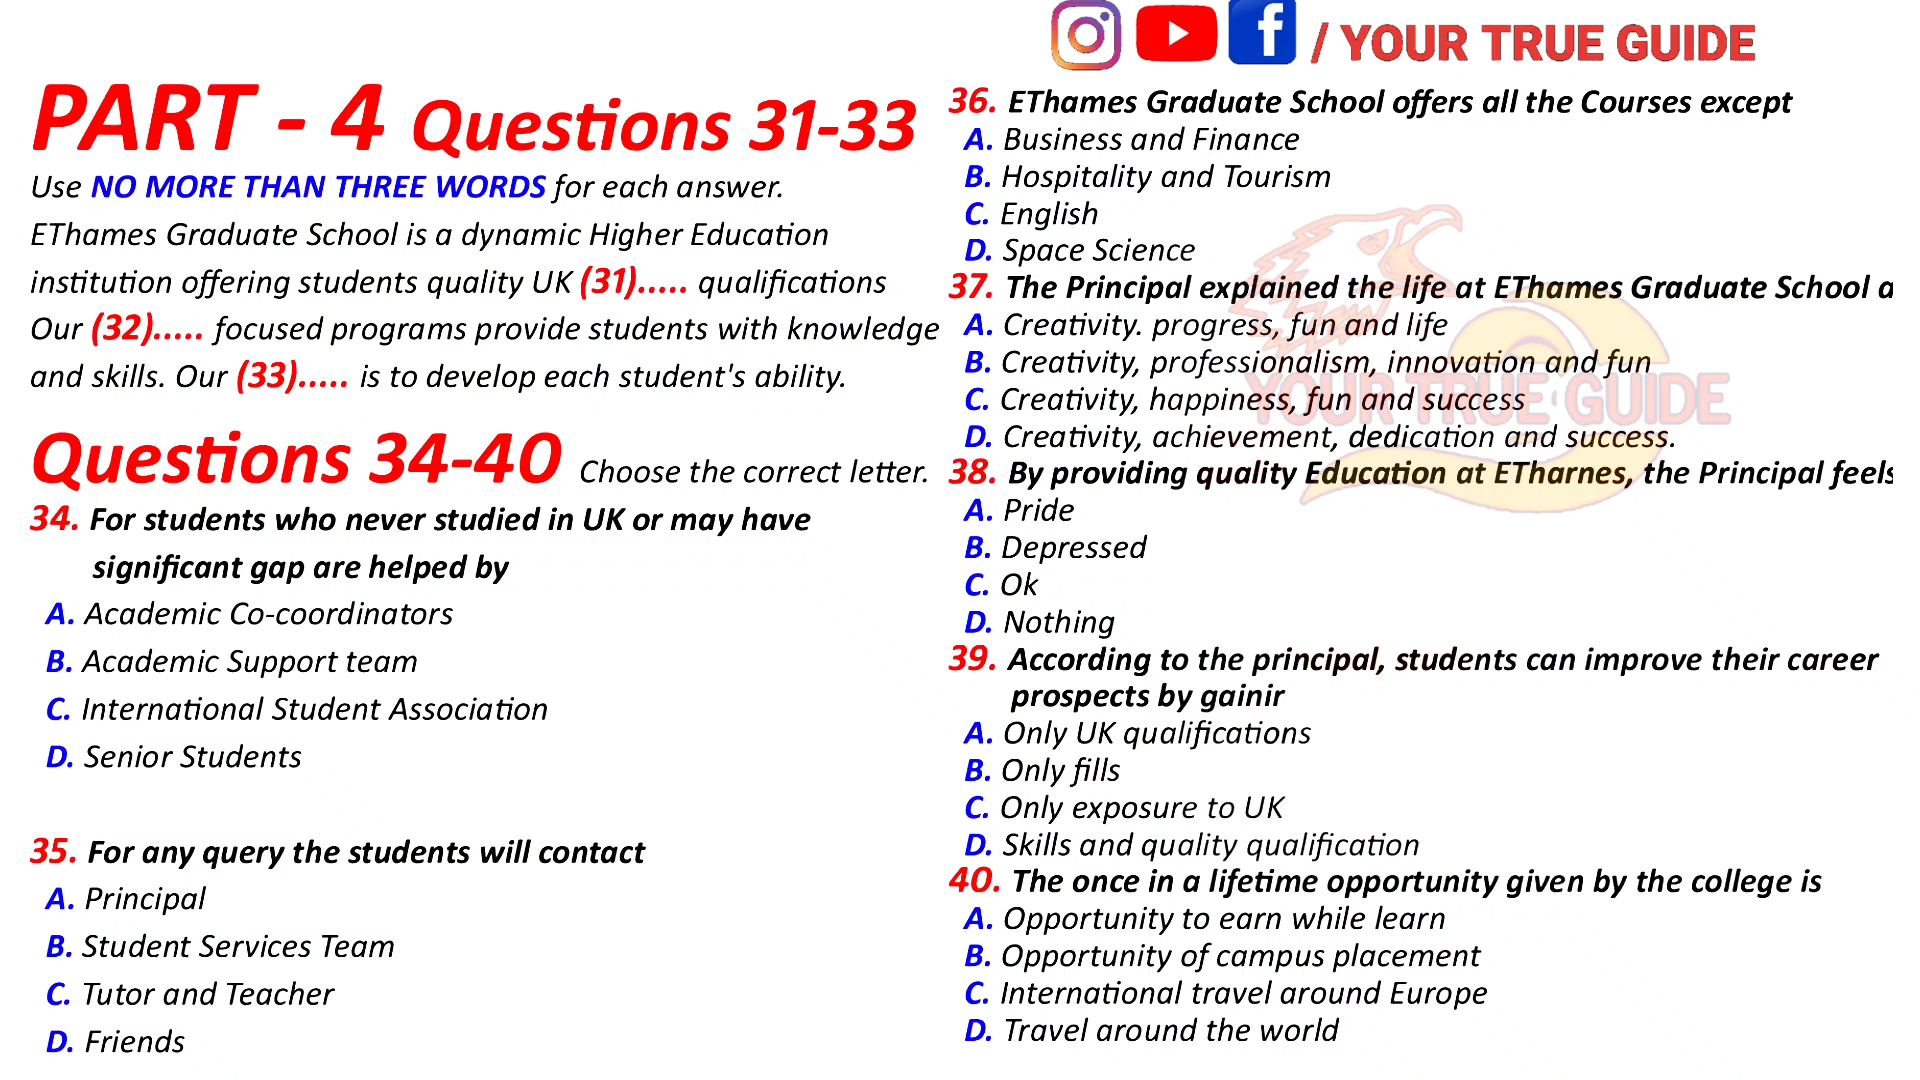 / YOUR TRUE GUIDE
PART - 4 Questions 31-33
Use NO MORE THAN THREE WORDS for each answer.
EThames Graduate School is a dynamic Higher Education
institution offering students quality UK (31)..... qualifications
Our (32)..... focused programs provide students with knowledge
and skills. Our (33)..... is to develop each student's ability.
Questions 34-40 Choose the correct letter.
34. For students who never studied in UK or may have
significant gap are helped by
A. Academic Co-coordinators
B. Academic Support team
C. International Student Association
D. Senior Students
35. For any query the students will contact
A. Principal
B. Student Services Team
C. Tutor and Teacher
D. Friends
36. EThames Graduate School offers all the Courses except
A. Business and Finance
B. Hospitality and Tourism
C. English
D. Space Science
37. The Principal explained the life at EThames Graduate School a
A. Creativity. progress, fun and life
B. Creativity, professionalism, innovation and fun
C. Creativity, happiness, fun and success
D. Creativity, achievement, dedication and success.
38. By providing quality Education at ETharnes, the Principal feels
A. Pride
B. Depressed
C. Ok
D. Nothing
39. According to the principal, students can improve their career
prospects by gainir
A. Only UK qualifications
B. Only fills
C. Only exposure to UK
D. Skills and quality qualification
40. The once in a lifetime opportunity given by the college is
A. Opportunity to earn while learn
B. Opportunity of campus placement
C. International travel around Europe
D. Travel around the world
YOUR TRUE GUIDE